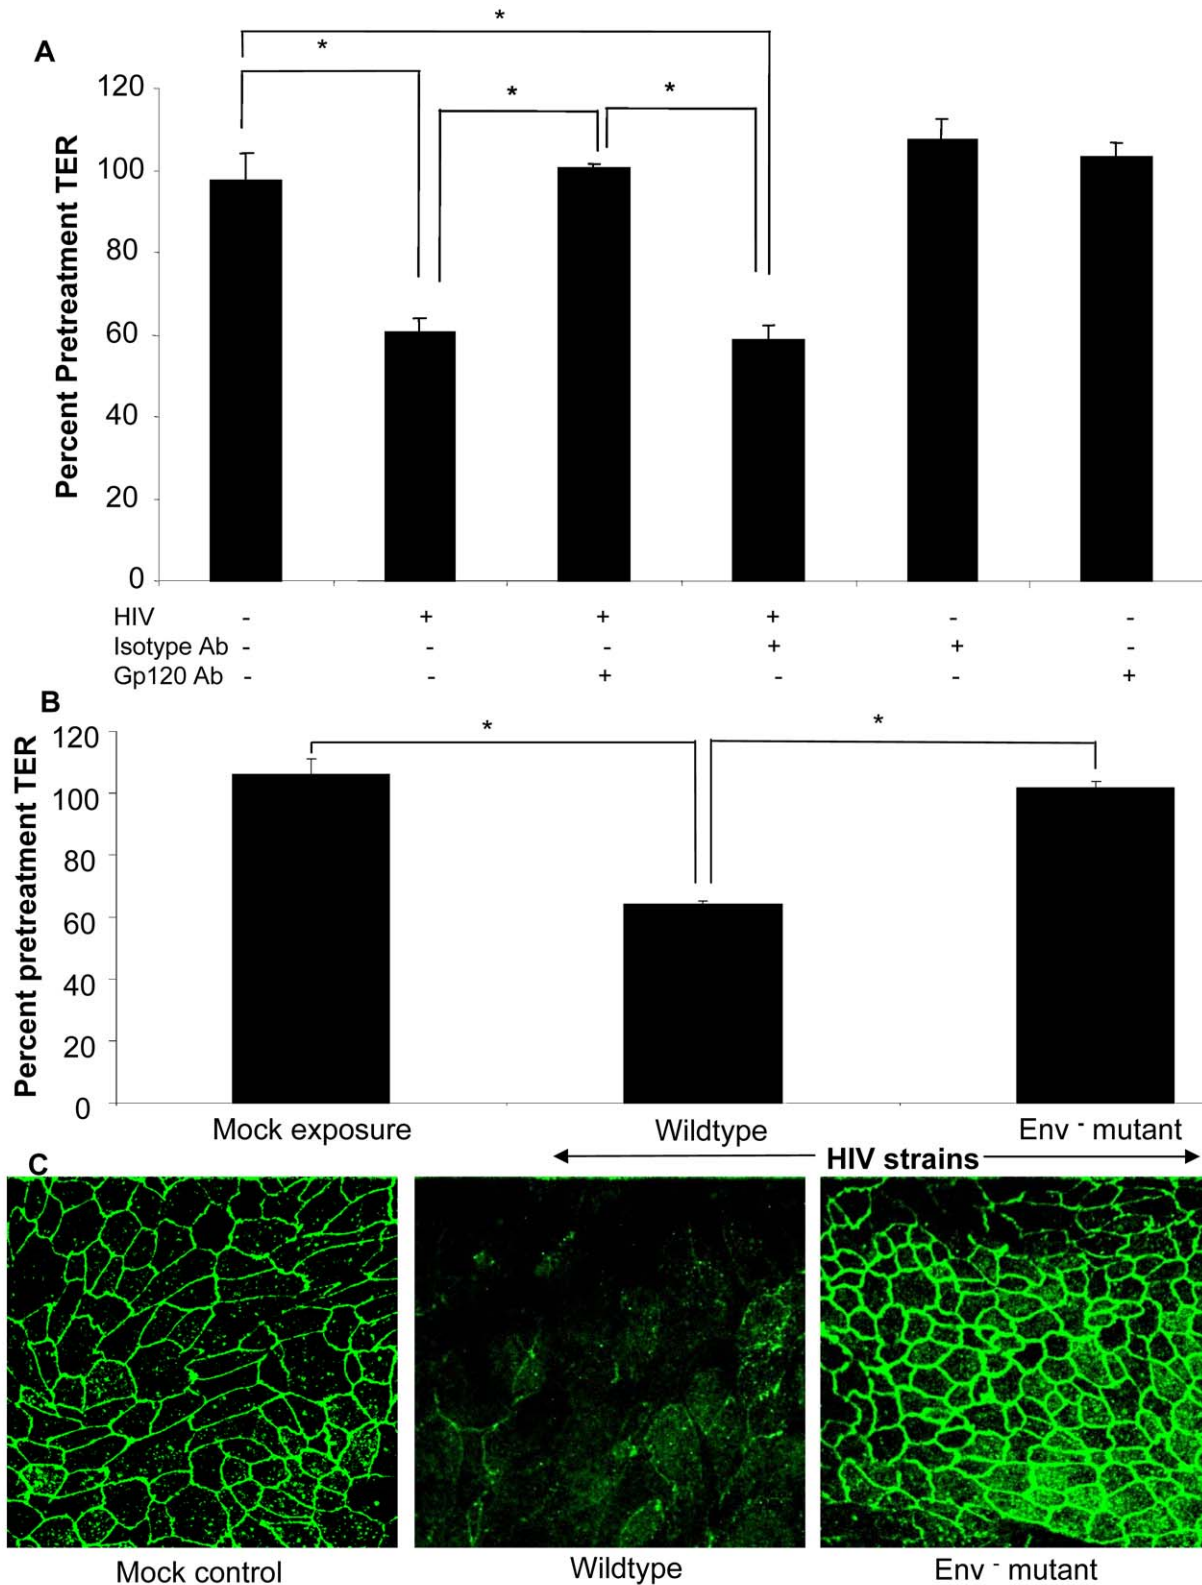 A
*
*
*
*
Percent Pretreatment TER
120
100
80
60
40
20
0
HIV - + + + - -
Isotype Ab - - - + + -
Gp120 Ab - - + - - +
B
*
*
Percent pretreatment TER
120
100
80
60
40
20
0
Mock exposure Wildtype Env - mutant
HIV strains
C
Mock control Wildtype Env - mutant